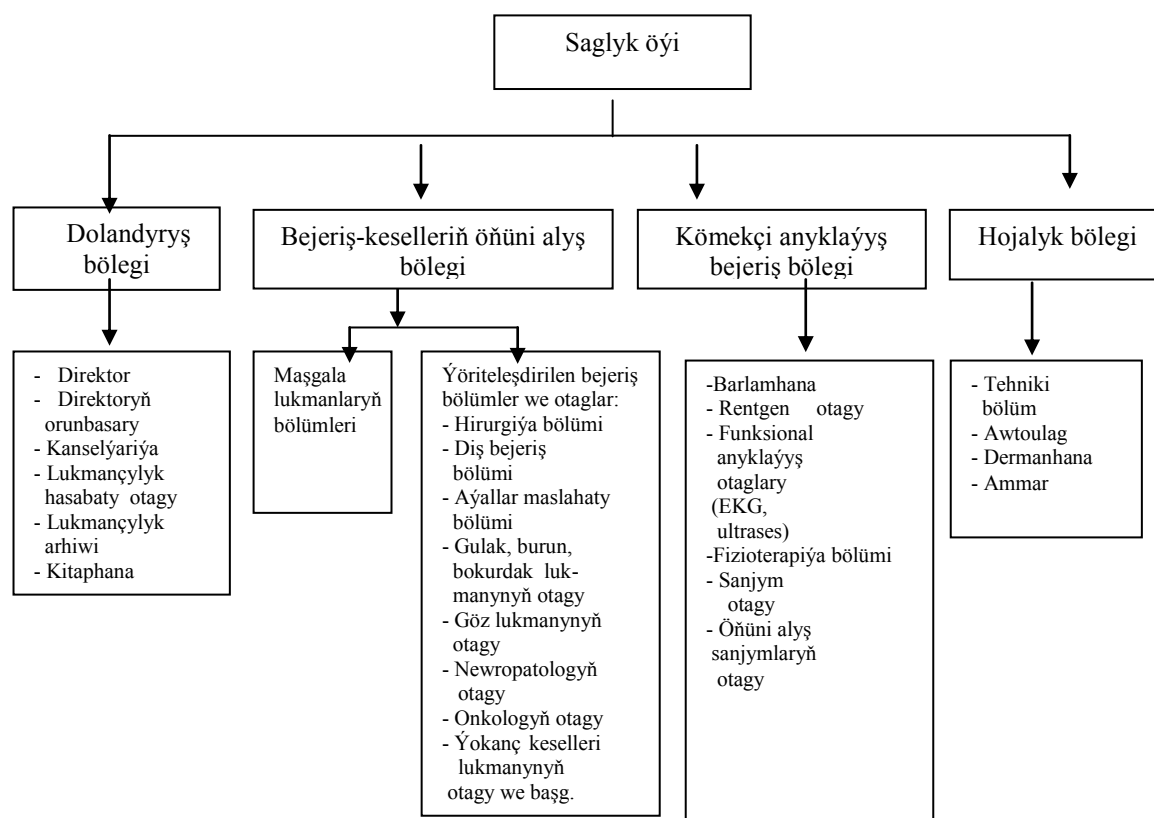 Saglyk öýi
Dolandyryş
bölegi
Bejeriş-keselleriň öňüni alyş
bölegi
Kömekçi anyklaýyş
bejeriş bölegi
Hojalyk bölegi
- Direktor
- Direktoryň
orunbasary
- Kanselýariýa
- Lukmançylyk
hasabaty otagy
- Lukmançylyk
arhiwi
- Kitaphana
Maşgala
lukmanlaryň
bölümleri
Ýöriteleşdirilen bejeriş
bölümler we otaglar:
- Hirurgiýa bölümi
- Diş bejeriş
bölümi
- Aýallar maslahaty
bölümi
- Gulak, burun,
bokurdak luk-
manynyň otagy
- Göz lukmanynyň
otagy
- Newropatologyň
otagy
- Onkologyň otagy
- Ýokanç keselleri
lukmanynyň
otagy we başg.
-Barlamhana
- Rentgen otagy
- Funksional
anyklaýyş
otaglary
(EKG,
ultrases)
-Fizioterapiýa bölümi
- Sanjym
otagy
- Öňüni alyş
sanjymlaryň
otagy
- Tehniki
bölüm
- Awtoulag
- Dermanhana
- Ammar